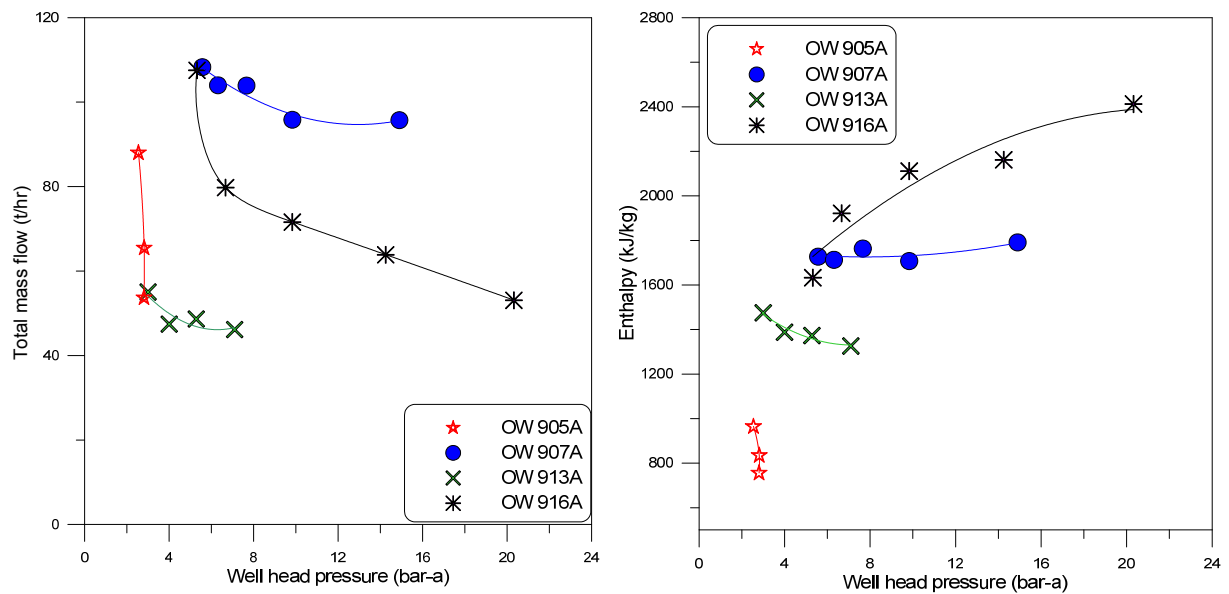 120
80
40
0
Total mass flow (t/hr)
OW 905A
OW 907A
OW 913A
OW 916A
0 4 8 12 16 20 24
Well head pressure (bar-a)
2800
2400
2000
1600
1200
800
Enthalpy (kJ/kg)
OW 905A
OW 907A
OW 913A
OW 916A
0 4 8 12 16 20 24
Well head pressure (bar-a)